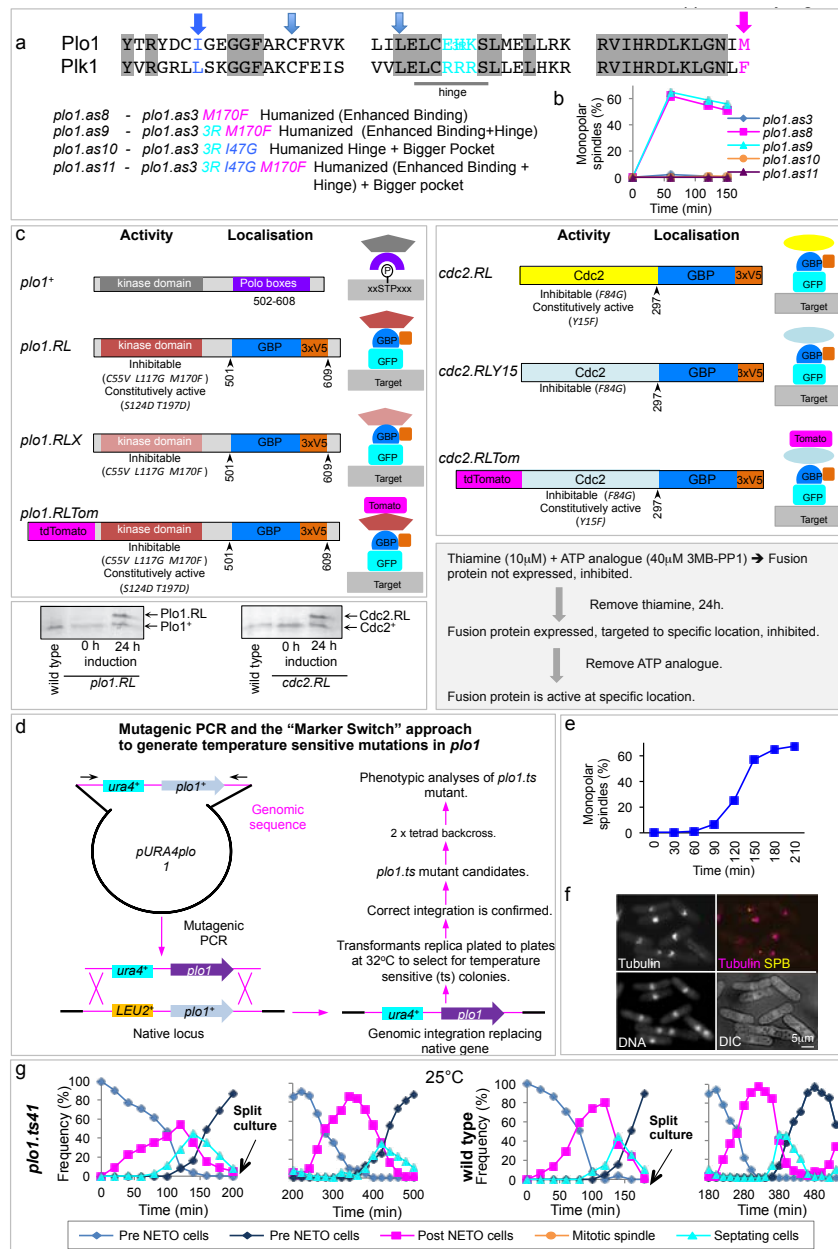 a
Plo1 YTRYDCIGEGGFARCFRVK LILELCEHKSLMELLRK RVIHRDLKLGNIM
Plk1 YVRGRLLSKGGFAKCFEIS VVLELCRRRSLLELHKR RVIHRDLKLGNLF
hinge
plo1.as8 - plo1.as3 M170F Humanized (Enhanced Binding)
plo1.as9 - plo1.as3 3R M170F Humanized (Enhanced Binding+Hinge)
plo1.as10 - plo1.as3 3R I47G Humanized Hinge + Bigger Pocket
plo1.as11 - plo1.as3 3R I47G M170F Humanized (Enhanced Binding +
Hinge) + Bigger pocket
b
Monopolar
spindles (%)
60
40
20
0
0 50 100 150
Time (min)
plo1.as3
plo1.as8
plo1.as9
plo1.as10
plo1.as11
c
Activity Localisation
plo1+
kinase domain Polo boxes
502-608
P
xxSTPxxx
plo1.RL
kinase domain GBP 3xV5
Inhibitable
(C55V L117G M170F)
Constitutively active
(S124D T197D)
501
609
GBP
GFP
Target
plo1.RLX
kinase domain GBP 3xV5
Inhibitable
(C55V L117G M170F)
501
609
GBP
GFP
Target
plo1.RLTom
tdTomato kinase domain GBP 3xV5
Inhibitable
(C55V L117G M170F)
Constitutively active
(S124D T197D)
501
609
Tomato
GBP
GFP
Target
Plo1.RL
Plo1+
wild type
0 h 24 h
induction
plo1.RL
Cdc2.RL
Cdc2+
wild type
0 h 24 h
induction
cdc2.RL
Activity Localisation
cdc2.RL
Cdc2 GBP 3xV5
Inhibitable (F84G)
Constitutively active
(Y15F)
297
GBP
GFP
Target
cdc2.RLY15
Cdc2 GBP 3xV5
Inhibitable (F84G)
297
GBP
GFP
Target
cdc2.RLTom
tdTomato Cdc2 GBP 3xV5
Inhibitable (F84G)
Constitutively active
(Y15F)
297
Tomato
GBP
GFP
Target
Thiamine (10µM) + ATP analogue (40µM 3MB-PP1) ➔ Fusion
protein not expressed, inhibited.
Remove thiamine, 24h.
Fusion protein expressed, targeted to specific location, inhibited.
Remove ATP analogue.
Fusion protein is active at specific location.
d
Mutagenic PCR and the “Marker Switch” approach
to generate temperature sensitive mutations in plo1
ura4+ plo1+
Genomic
sequence
pURA4plo
1
Mutagenic
PCR
ura4+ plo1
LEU2+ plo1+
Native locus
Phenotypic analyses of plo1.ts
mutant.
2 x tetrad backcross.
plo1.ts mutant candidates.
Correct integration is confirmed.
Transformants replica plated to plates
at 32ºC to select for temperature
sensitive (ts) colonies.
ura4+ plo1
Genomic integration replacing
native gene
e
Monopolar
spindles (%)
60
40
20
0
0 30 60 90 120 150 180 210
Time (min)
f
Tubulin
Tubulin SPB
DNA
DIC
5µm
g
25°C
plo1.ts41
Frequency (%)
100
80
60
40
20
0
0 50 100 150 200
Time (min)
Split
culture
200 300 400 500
Time (min)
wild type
Frequency (%)
100
80
60
40
20
0
0 50 100 150
Time (min)
Split
culture
180 280 380 480
Time (min)
Pre NETO cells Pre NETO cells Post NETO cells Mitotic spindle Septating cells